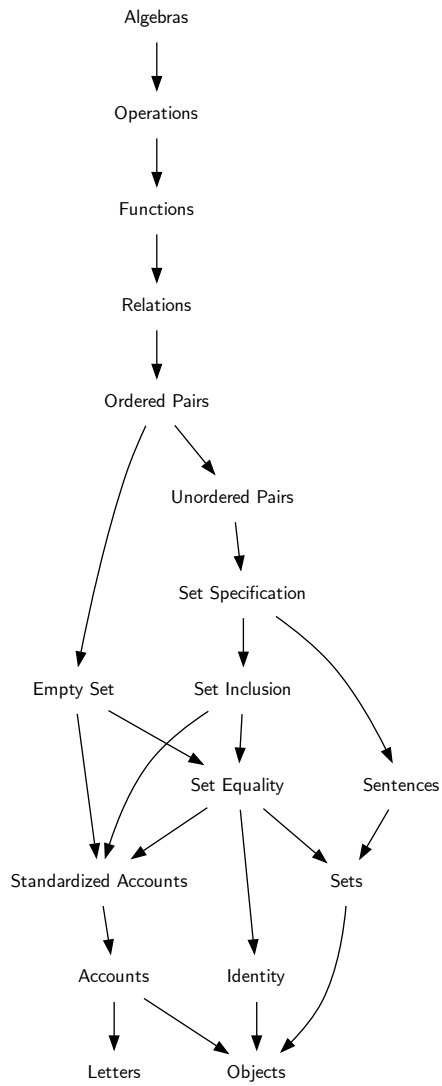 Algebras
Operations
Functions
Relations
Ordered Pairs
Unordered Pairs
Set Specification
Empty Set
Set Inclusion
Set Equality
Sentences
Standardized Accounts
Sets
Accounts
Identity
Letters
Objects